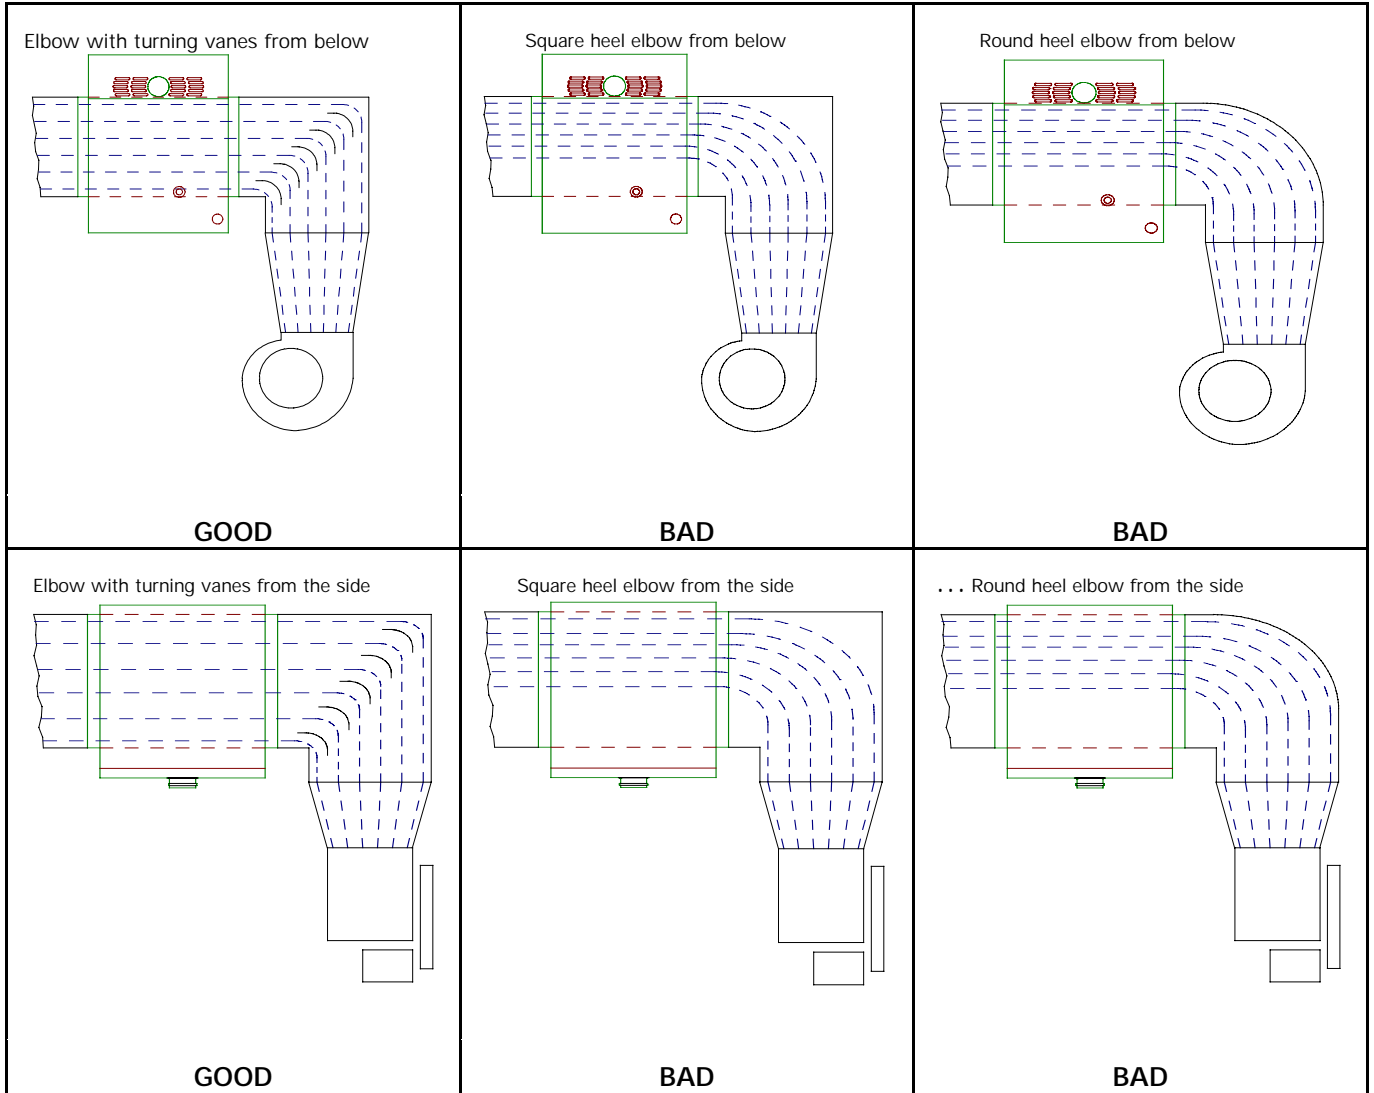 Elbow with turning vanes from below
Square heel elbow from below
Round heel elbow from below
GOOD
BAD
BAD
Elbow with turning vanes from the side
Square heel elbow from the side
... Round heel elbow from the side
GOOD
BAD
BAD